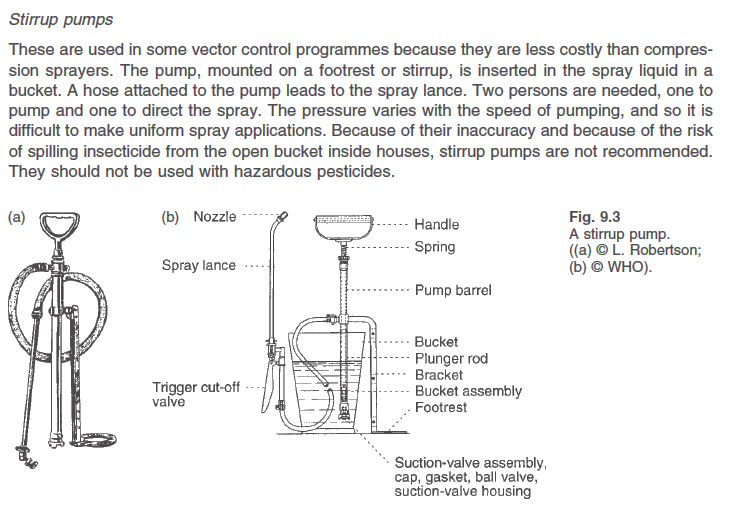 Stirrup pumps
These are used in some vector control programmes because they are less costly than compres-
sion sprayers. The pump, mounted on a footrest or stirrup, is inserted in the spray liquid in a
bucket. A hose attached to the pump leads to the spray lance. Two persons are needed, one to
pump and one to direct the spray. The pressure varies with the speed of pumping, and so it is
difficult to make uniform spray applications. Because of their inaccuracy and because of the risk
of spilling insecticide from the open bucket inside houses, stirrup pumps are not recommended.
They should not be used with hazardous pesticides.
(a)
(b) Nozzle
Spray lance
Trigger cut-off
valve
Handle
Spring
Pump barrel
Bucket
Plunger rod
Bracket
Bucket assembly
Footrest
Suction-valve assembly,
cap, gasket, ball valve,
suction-valve housing
Fig. 9.3
A stirrup pump.
((a) © L. Robertson;
(b) © WHO).